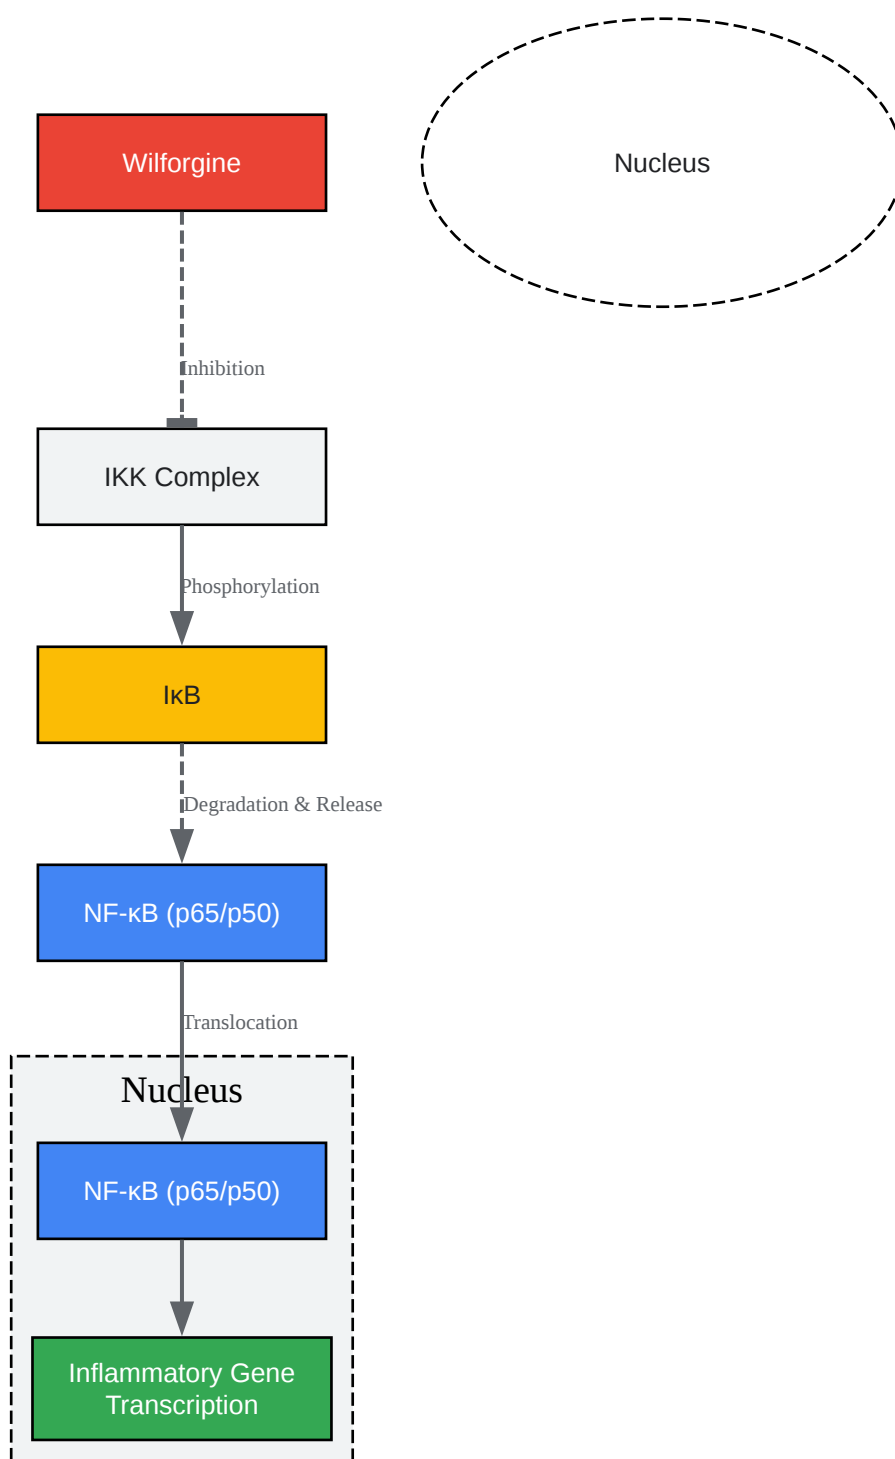 Wilforgine
Nucleus
Inhibition
IKK Complex
Phosphorylation
IκB
Degradation & Release
NF-κB (p65/p50)
Translocation
Nucleus
NF-κB (p65/p50)
Inflammatory Gene
Transcription